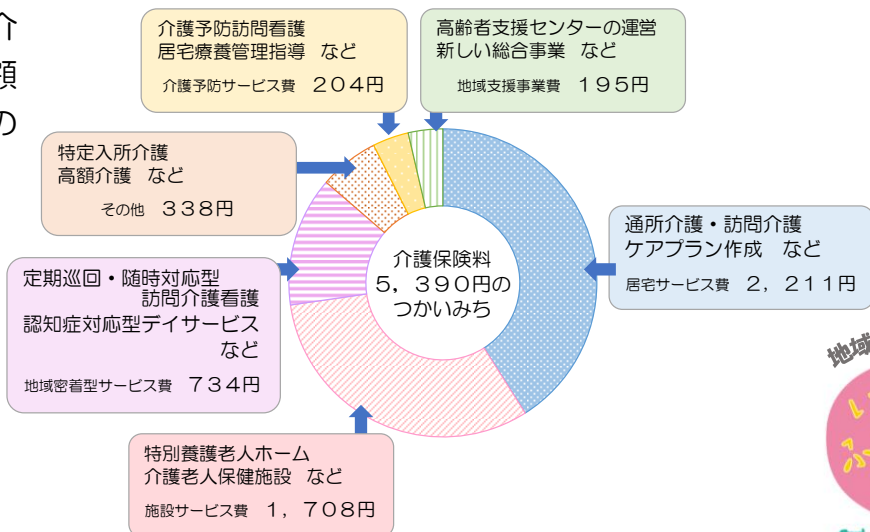 介
額
の
介護予防訪問看護
居宅療養管理指導 など
介護予防サービス費 204円
高齢者支援センターの運営
新しい総合事業 など
地域支援事業費 195円
特定入所介護
高額介護 など
その他 338円
介護保険料
5,390円の
つかいみち
通所介護・訪問介護
ケアプラン作成 など
居宅サービス費 2,211円
定期巡回・随時対応型
訪問介護看護
認知症対応型デイサービス
など
地域密着型サービス費 734円
特別養護老人ホーム
介護老人保健施設 など
施設サービス費 1,708円
地域